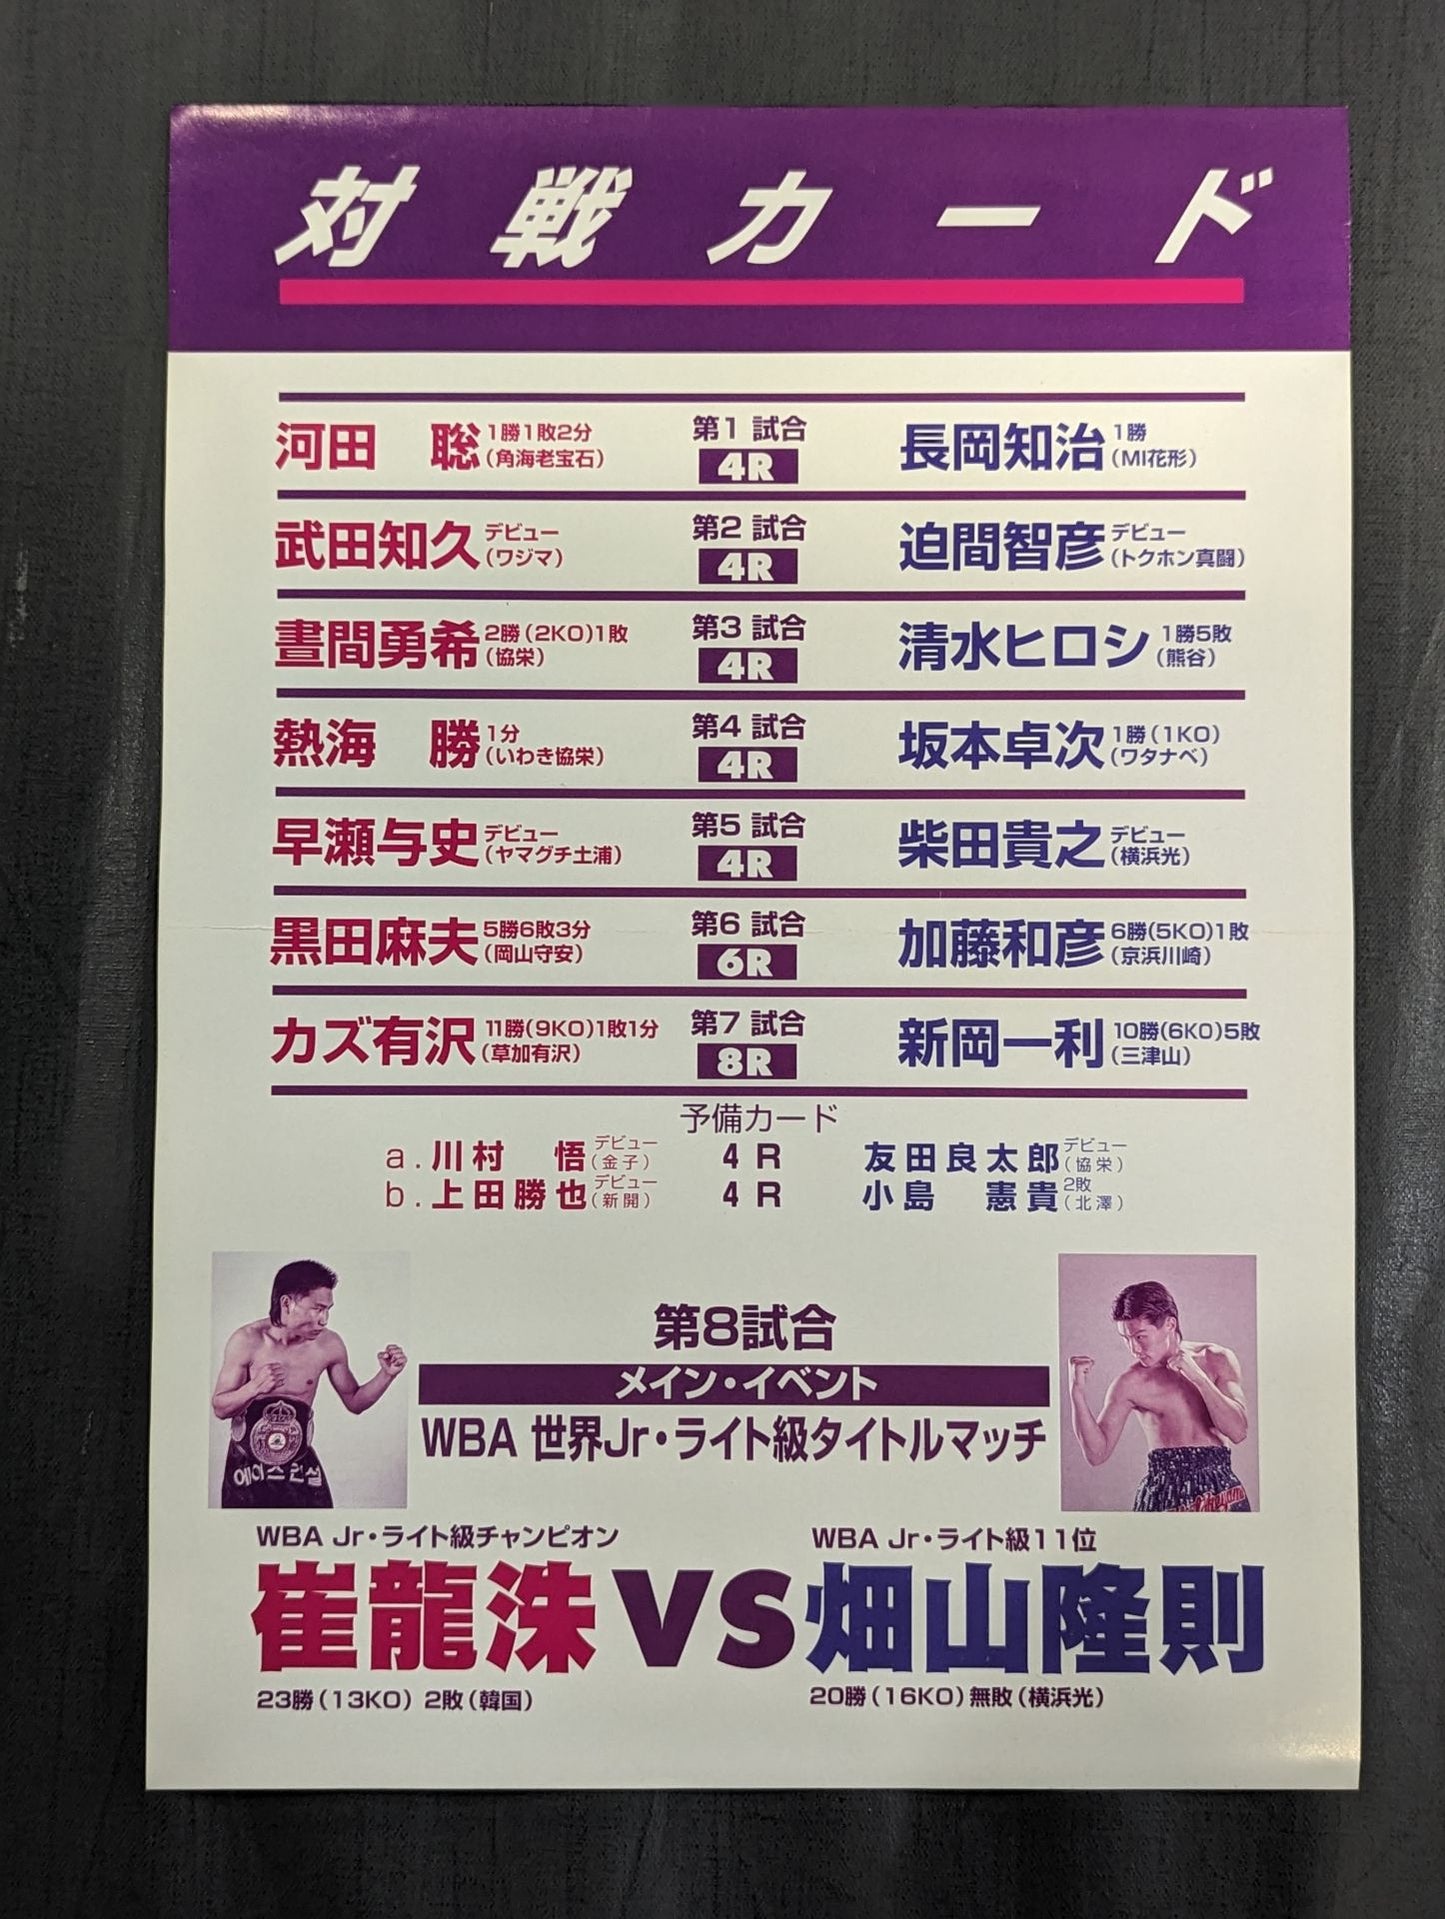 対戦カード
河田 聡 1勝1敗2分 (角海老宝石) 第1試合 4R 長岡知治 1勝 (MI花形)
武田知久 デビュー (ワジマ) 第2試合 4R 迫間智彦 デビュー (トクホン真闘)
晝間勇希 2勝(2KO)1敗 (協栄) 第3試合 4R 清水ヒロシ 1勝5敗 (熊谷)
熱海 勝 1分 (いわき協栄) 第4試合 4R 坂本卓次 1勝(1KO) (ワタナベ)
早瀬与史 デビュー (ヤマグチ土浦) 第5試合 4R 柴田貴之 デビュー (横浜光)
黒田麻夫 5勝6敗3分 (岡山守安) 第6試合 6R 加藤和彦 6勝(5KO)1敗 (京浜川崎)
カズ有沢 11勝(9KO)1敗1分 (草加有沢) 第7試合 8R 新岡一利 10勝(6KO)5敗 (三津山)
予備カード
a.川村 悟 デビュー (金子) 4R 友田良太郎 デビュー (協栄)
b.上田勝也 デビュー (新開) 4R 小島 憲貴 2敗 (北澤)
第8試合
メイン・イベント
WBA 世界Jr・ライト級タイトルマッチ
에이스건설
WBA Jr・ライト級チャンピオン WBA Jr・ライト級11位
崔龍洙 VS 畑山隆則
23勝(13KO) 2敗(韓国) 20勝(16KO)無敗(横浜光)